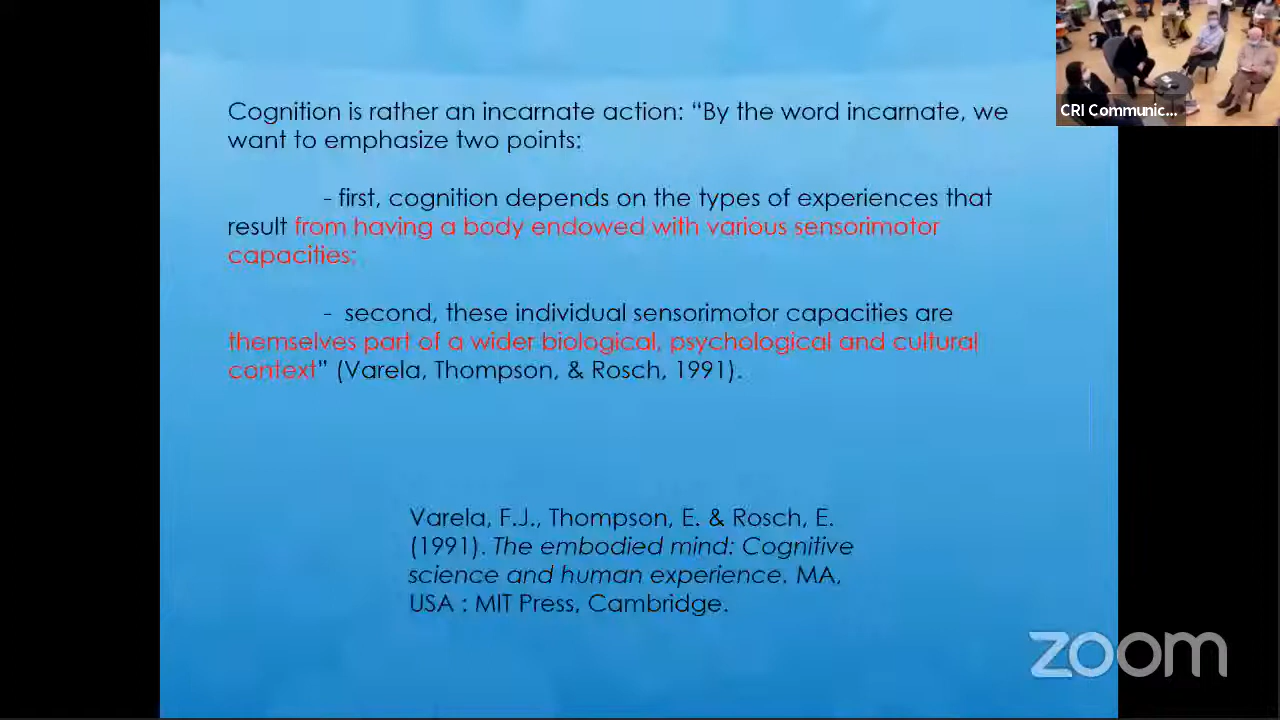 Cognition is rather an incarnate action: “By the word incarnate, we
want to emphasize two points:
- first, cognition depends on the types of experiences that
result from having a body endowed with various sensorimotor
capacities;
- second, these individual sensorimotor capacities are
themselves part of a wider biological, psychological and cultural
context” (Varela, Thompson, & Rosch, 1991).
Varela, F.J., Thompson, E. & Rosch, E.
(1991). The embodied mind: Cognitive
science and human experience. MA,
USA : MIT Press, Cambridge.
CRI Communic...
zoom